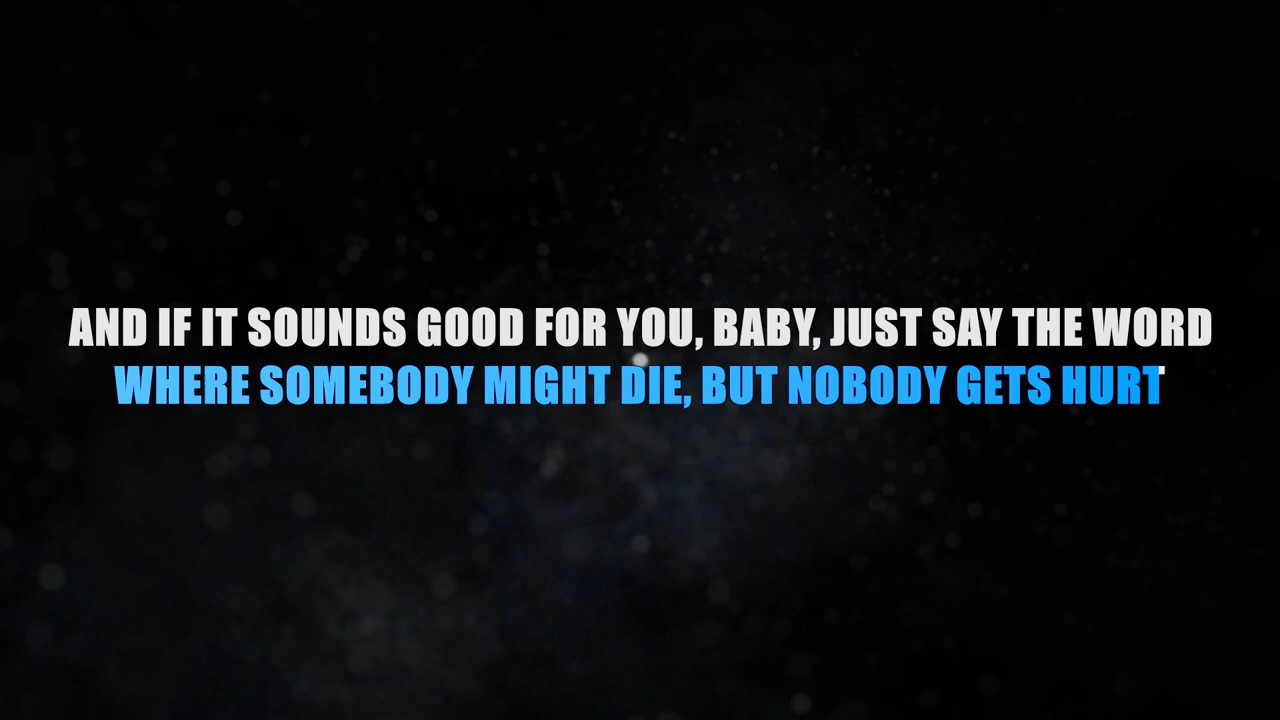 AND IF IT SOUNDS GOOD FOR YOU, BABY, JUST SAY THE WORD
WHERE SOMEBODY MIGHT DIE, BUT NOBODY GETS HURT